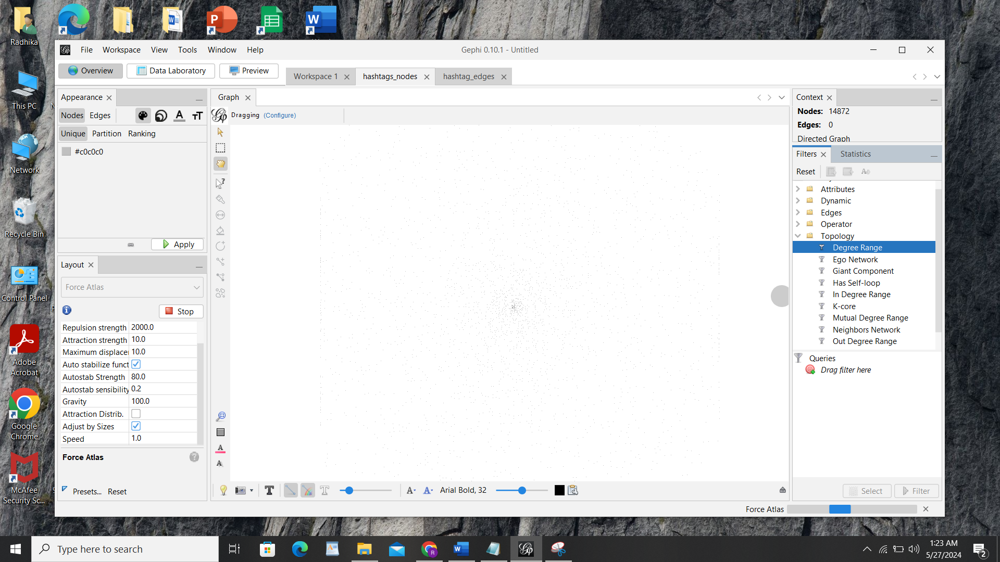 Radhika
This PC
Network
Recycle Bin
Control Panel
Adobe
Acrobat
Google
Chrome
McAfee
Security Sc...
Gephi 0.10.1 - Untitled
File Workspace View Tools Window Help
Overview Data Laboratory Preview
Workspace 1 hashtags_nodes hashtag_edges
Appearance
Nodes Edges
Unique Partition Ranking
#c0c0c0
Apply
Layout
Force Atlas
Stop
Repulsion strength 2000.0
Attraction strength 10.0
Maximum displacer 10.0
Auto stabilize funct
Autostab Strength 80.0
Autostab sensibility 0.2
Gravity 100.0
Attraction Distrib.
Adjust by Sizes
Speed 1.0
Force Atlas
Presets... Reset
Graph
Dragging (Configure)
Arial Bold, 32
Context
Nodes: 14872
Edges: 0
Directed Graph
Filters Statistics
Reset
Attributes
Dynamic
Edges
Operator
Topology
Degree Range
Ego Network
Giant Component
Has Self-loop
In Degree Range
K-core
Mutual Degree Range
Neighbors Network
Out Degree Range
Queries
Drag filter here
Select Filter
Force Atlas
Type here to search
1:23 AM
5/27/2024
2